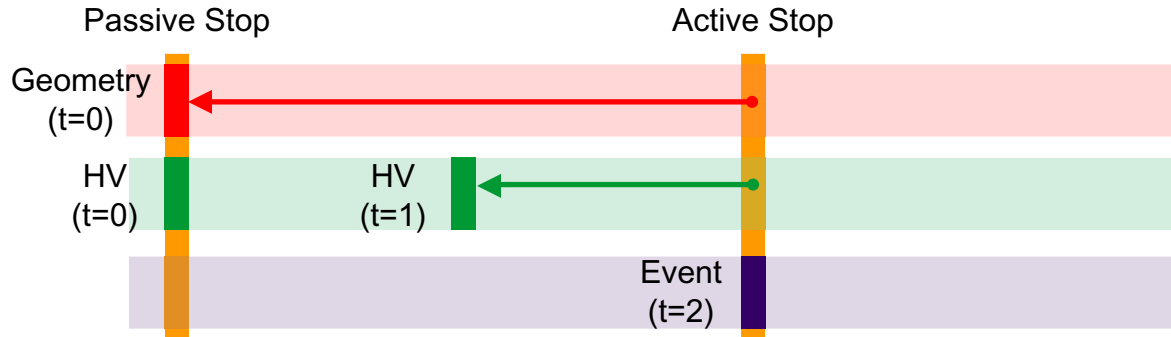 Passive Stop
Active Stop
Geometry
(t=0)
HV
(t=0)
HV
(t=1)
Event
(t=2)